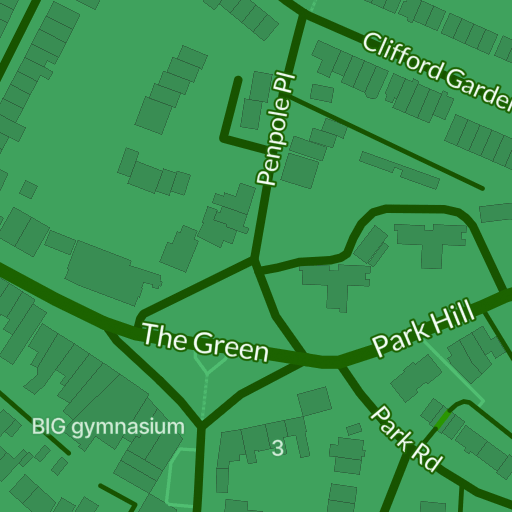 Clifford Garden
Penpole Pl
The Green
Park Hill
BIG gymnasium
3
Park Rd